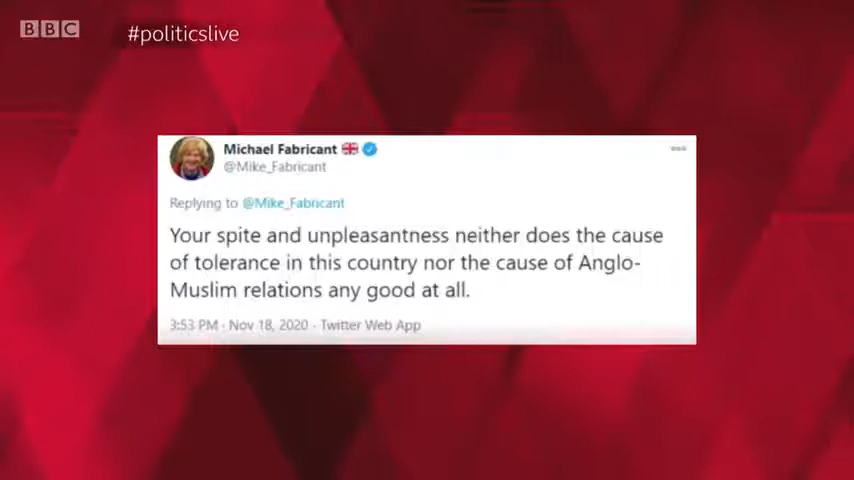 BBC
#politicslive
Michael Fabricant
@Mike_Fabricant
Replying to @Mike_Fabricant
Your spite and unpleasantness neither does the cause
of tolerance in this country nor the cause of Anglo-
Muslim relations any good at all.
3:53 PM · Nov 18, 2020 · Twitter Web App